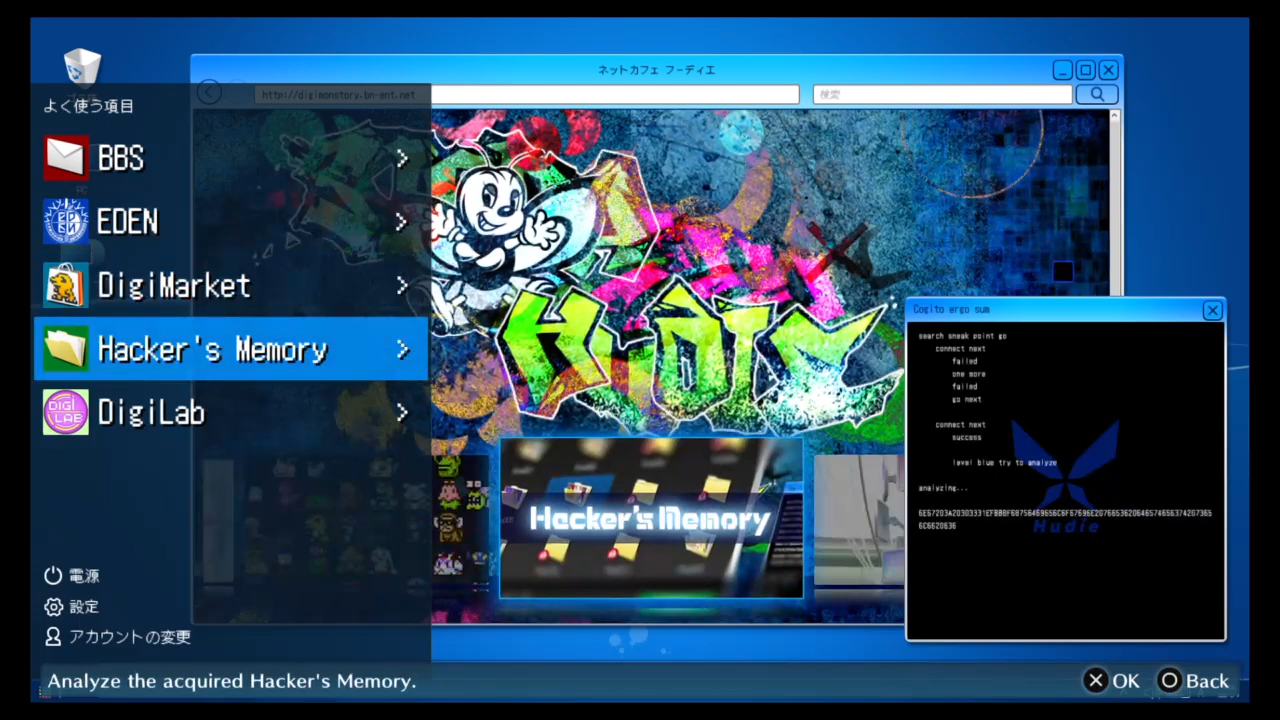 ネットカフェ フーディエ
http://digimonstory.bn-ent.net
検索
よく使う項目
BBS
EDEN
DigiMarket
Hacker's Memory
DigiLab
DIGI
LAB
Hudie
Hacker's Memory
Cogito ergo sum
search sneak point go
connect next
failed
one more
failed
go next
connect next
success
level blue try to analyze
analyzing...
Hudie
電源
設定
アカウントの変更
Analyze the acquired Hacker's Memory.
OK
Back